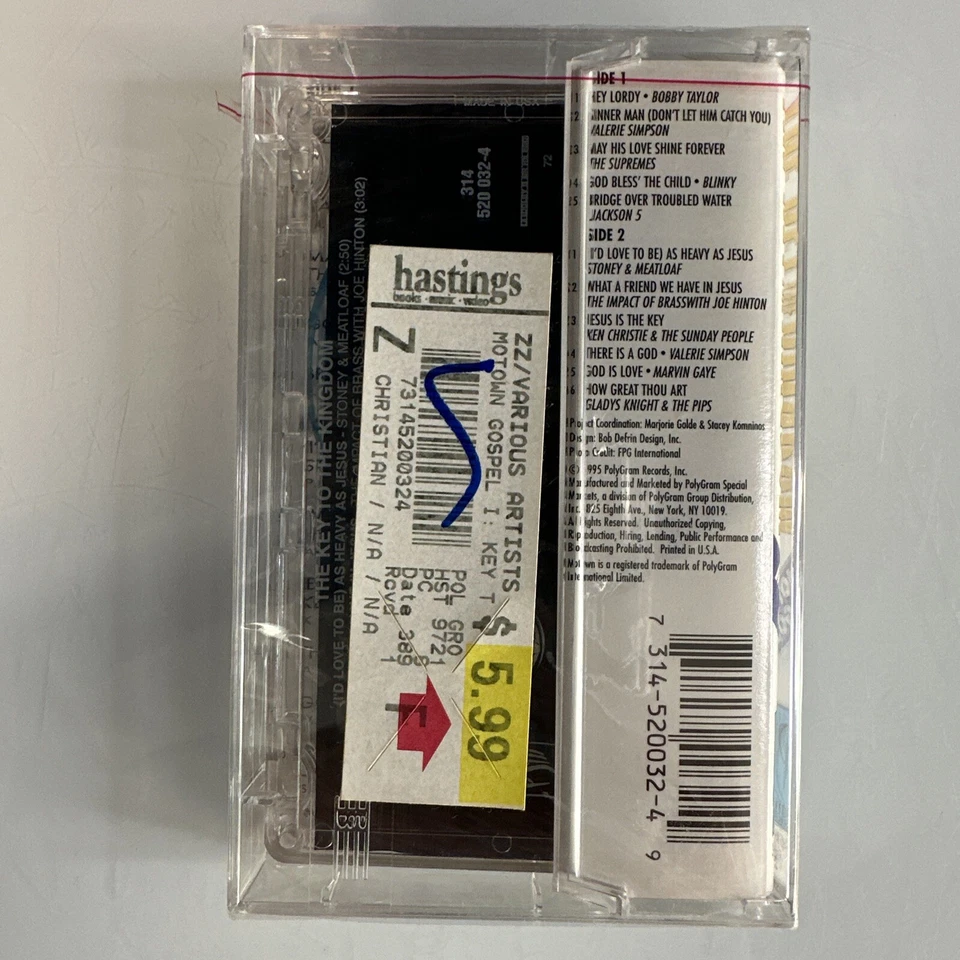 SIDE 1
HEY LORDY • BOBBY TAYLOR
SINNER MAN (DON'T LET HIM CATCH YOU)
VALERIE SIMPSON
MAY HIS LOVE SHINE FOREVER
THE SUPREMES
GOD BLESS' THE CHILD • BLINKY
BRIDGE OVER TROUBLED WATER
JACKSON 5
SIDE 2
(I'D LOVE TO BE) AS HEAVY AS JESUS
STONEY & MEATLOAF
WHAT A FRIEND WE HAVE IN JESUS
THE IMPACT OF BRASSWITH JOE HINTON
JESUS IS THE KEY
KEN CHRISTIE & THE SUNDAY PEOPLE
THERE IS A GOD • VALERIE SIMPSON
GOD IS LOVE • MARVIN GAYE
HOW GREAT THOU ART
GLADYS KNIGHT & THE PIPS
Project Coordination: Marjorie Golde & Stacey Komninos
Design: Bob Defrin Design, Inc.
Photo Credit: FPG International
1995 PolyGram Records, Inc.
Manufactured and Marketed by PolyGram Special
Markets, a division of PolyGram Group Distribution,
Inc. 825 Eighth Ave., New York, NY 10019.
All Rights Reserved. Unauthorized Copying,
Reproduction, Hiring, Lending, Public Performance and
Broadcasting Prohibited. Printed in U.S.A.
Motown is a registered trademark of PolyGram
International Limited.
7 314-520032-4 9
hastings
books · music · video
ZZ/VARIOUS ARTISTS
MOTOWN GOSPEL I: KEY T
Z
731452003324
CHRISTIAN / N/A / N/A
POL GRO
HST 9721
PC
Date 389
Rcvd 1
$ 5.99
F
MADE IN USA
314
520 032-4
72
THE KEY TO THE KINGDOM
(I'D LOVE TO BE) AS HEAVY AS JESUS - STONEY & MEATLOAF (2:50)
IMPACT OF BRASS WITH JOE HINTON (3:02)